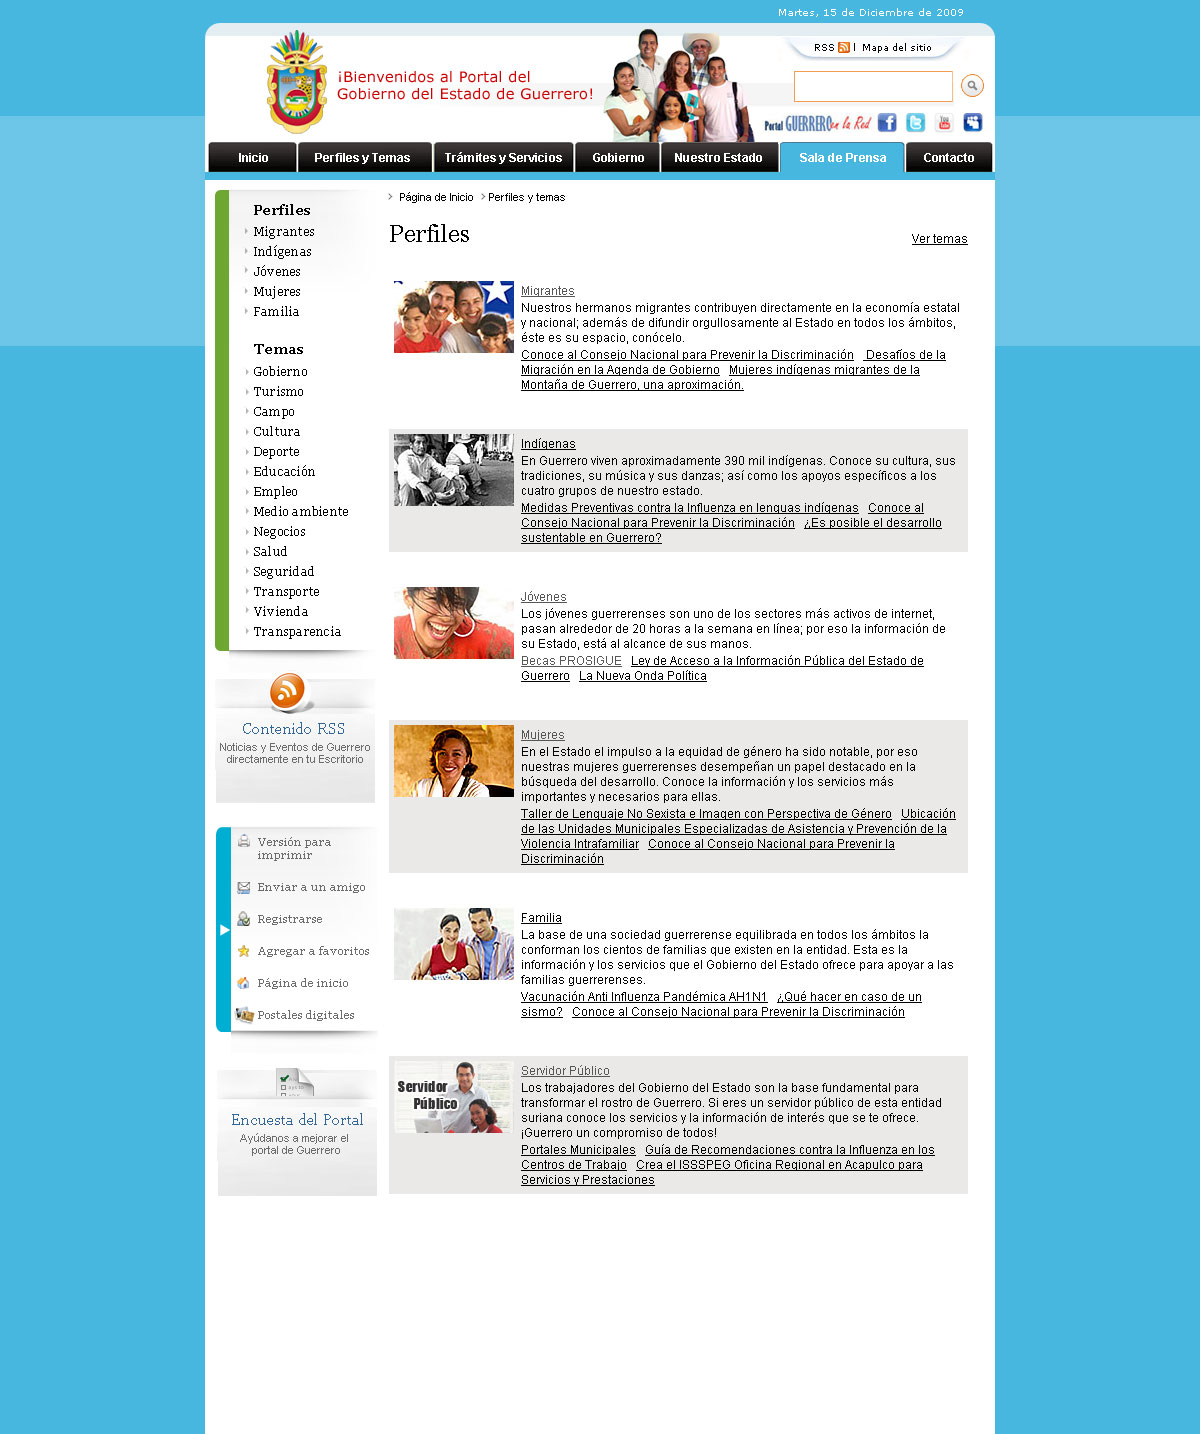 Martes, 15 de Diciembre de 2009
RSS | Mapa del sitio
¡Bienvenidos al Portal del
Gobierno del Estado de Guerrero!
Portal GUERRERO en la Red
Inicio Perfiles y Temas Trámites y Servicios Gobierno Nuestro Estado Sala de Prensa Contacto
Perfiles
Migrantes
Indígenas
Jóvenes
Mujeres
Familia
Temas
Gobierno
Turismo
Campo
Cultura
Deporte
Educación
Empleo
Medio ambiente
Negocios
Salud
Seguridad
Transporte
Vivienda
Transparencia
Contenido RSS
Noticias y Eventos de Guerrero
directamente en tu Escritorio
Versión para
imprimir
Enviar a un amigo
Registrarse
Agregar a favoritos
Página de inicio
Postales digitales
Encuesta del Portal
Ayúdanos a mejorar el
portal de Guerrero
Página de Inicio Perfiles y temas
Perfiles
Ver temas
Migrantes
Nuestros hermanos migrantes contribuyen directamente en la economía estatal
y nacional; además de difundir orgullosamente al Estado en todos los ámbitos,
éste es su espacio, conócelo.
Conoce al Consejo Nacional para Prevenir la Discriminación Desafíos de la
Migración en la Agenda de Gobierno Mujeres indígenas migrantes de la
Montaña de Guerrero, una aproximación.
Indígenas
En Guerrero viven aproximadamente 390 mil indígenas. Conoce su cultura, sus
tradiciones, su música y sus danzas; así como los apoyos específicos a los
cuatro grupos de nuestro estado.
Medidas Preventivas contra la Influenza en lenguas indígenas Conoce al
Consejo Nacional para Prevenir la Discriminación ¿Es posible el desarrollo
sustentable en Guerrero?
Jóvenes
Los jóvenes guerrerenses son uno de los sectores más activos de internet,
pasan alrededor de 20 horas a la semana en línea; por eso la información de
su Estado, está al alcance de sus manos.
Becas PROSIGUE Ley de Acceso a la Información Pública del Estado de
Guerrero La Nueva Onda Política
Mujeres
En el Estado el impulso a la equidad de género ha sido notable, por eso
nuestras mujeres guerrerenses desempeñan un papel destacado en la
búsqueda del desarrollo. Conoce la información y los servicios más
importantes y necesarios para ellas.
Taller de Lenguaje No Sexista e Imagen con Perspectiva de Género Ubicación
de las Unidades Municipales Especializadas de Asistencia y Prevención de la
Violencia Intrafamiliar Conoce al Consejo Nacional para Prevenir la
Discriminación
Familia
La base de una sociedad guerrerense equilibrada en todos los ámbitos la
conforman los cientos de familias que existen en la entidad. Esta es la
información y los servicios que el Gobierno del Estado ofrece para apoyar a las
familias guerrerenses.
Vacunación Anti Influenza Pandémica AH1N1 ¿Qué hacer en caso de un
sismo? Conoce al Consejo Nacional para Prevenir la Discriminación
Servidor
Público
Servidor Público
Los trabajadores del Gobierno del Estado son la base fundamental para
transformar el rostro de Guerrero. Si eres un servidor público de esta entidad
suriana conoce los servicios y la información de interés que se te ofrece.
¡Guerrero un compromiso de todos!
Portales Municipales Guía de Recomendaciones contra la Influenza en los
Centros de Trabajo Crea el ISSSPEG Oficina Regional en Acapulco para
Servicios y Prestaciones